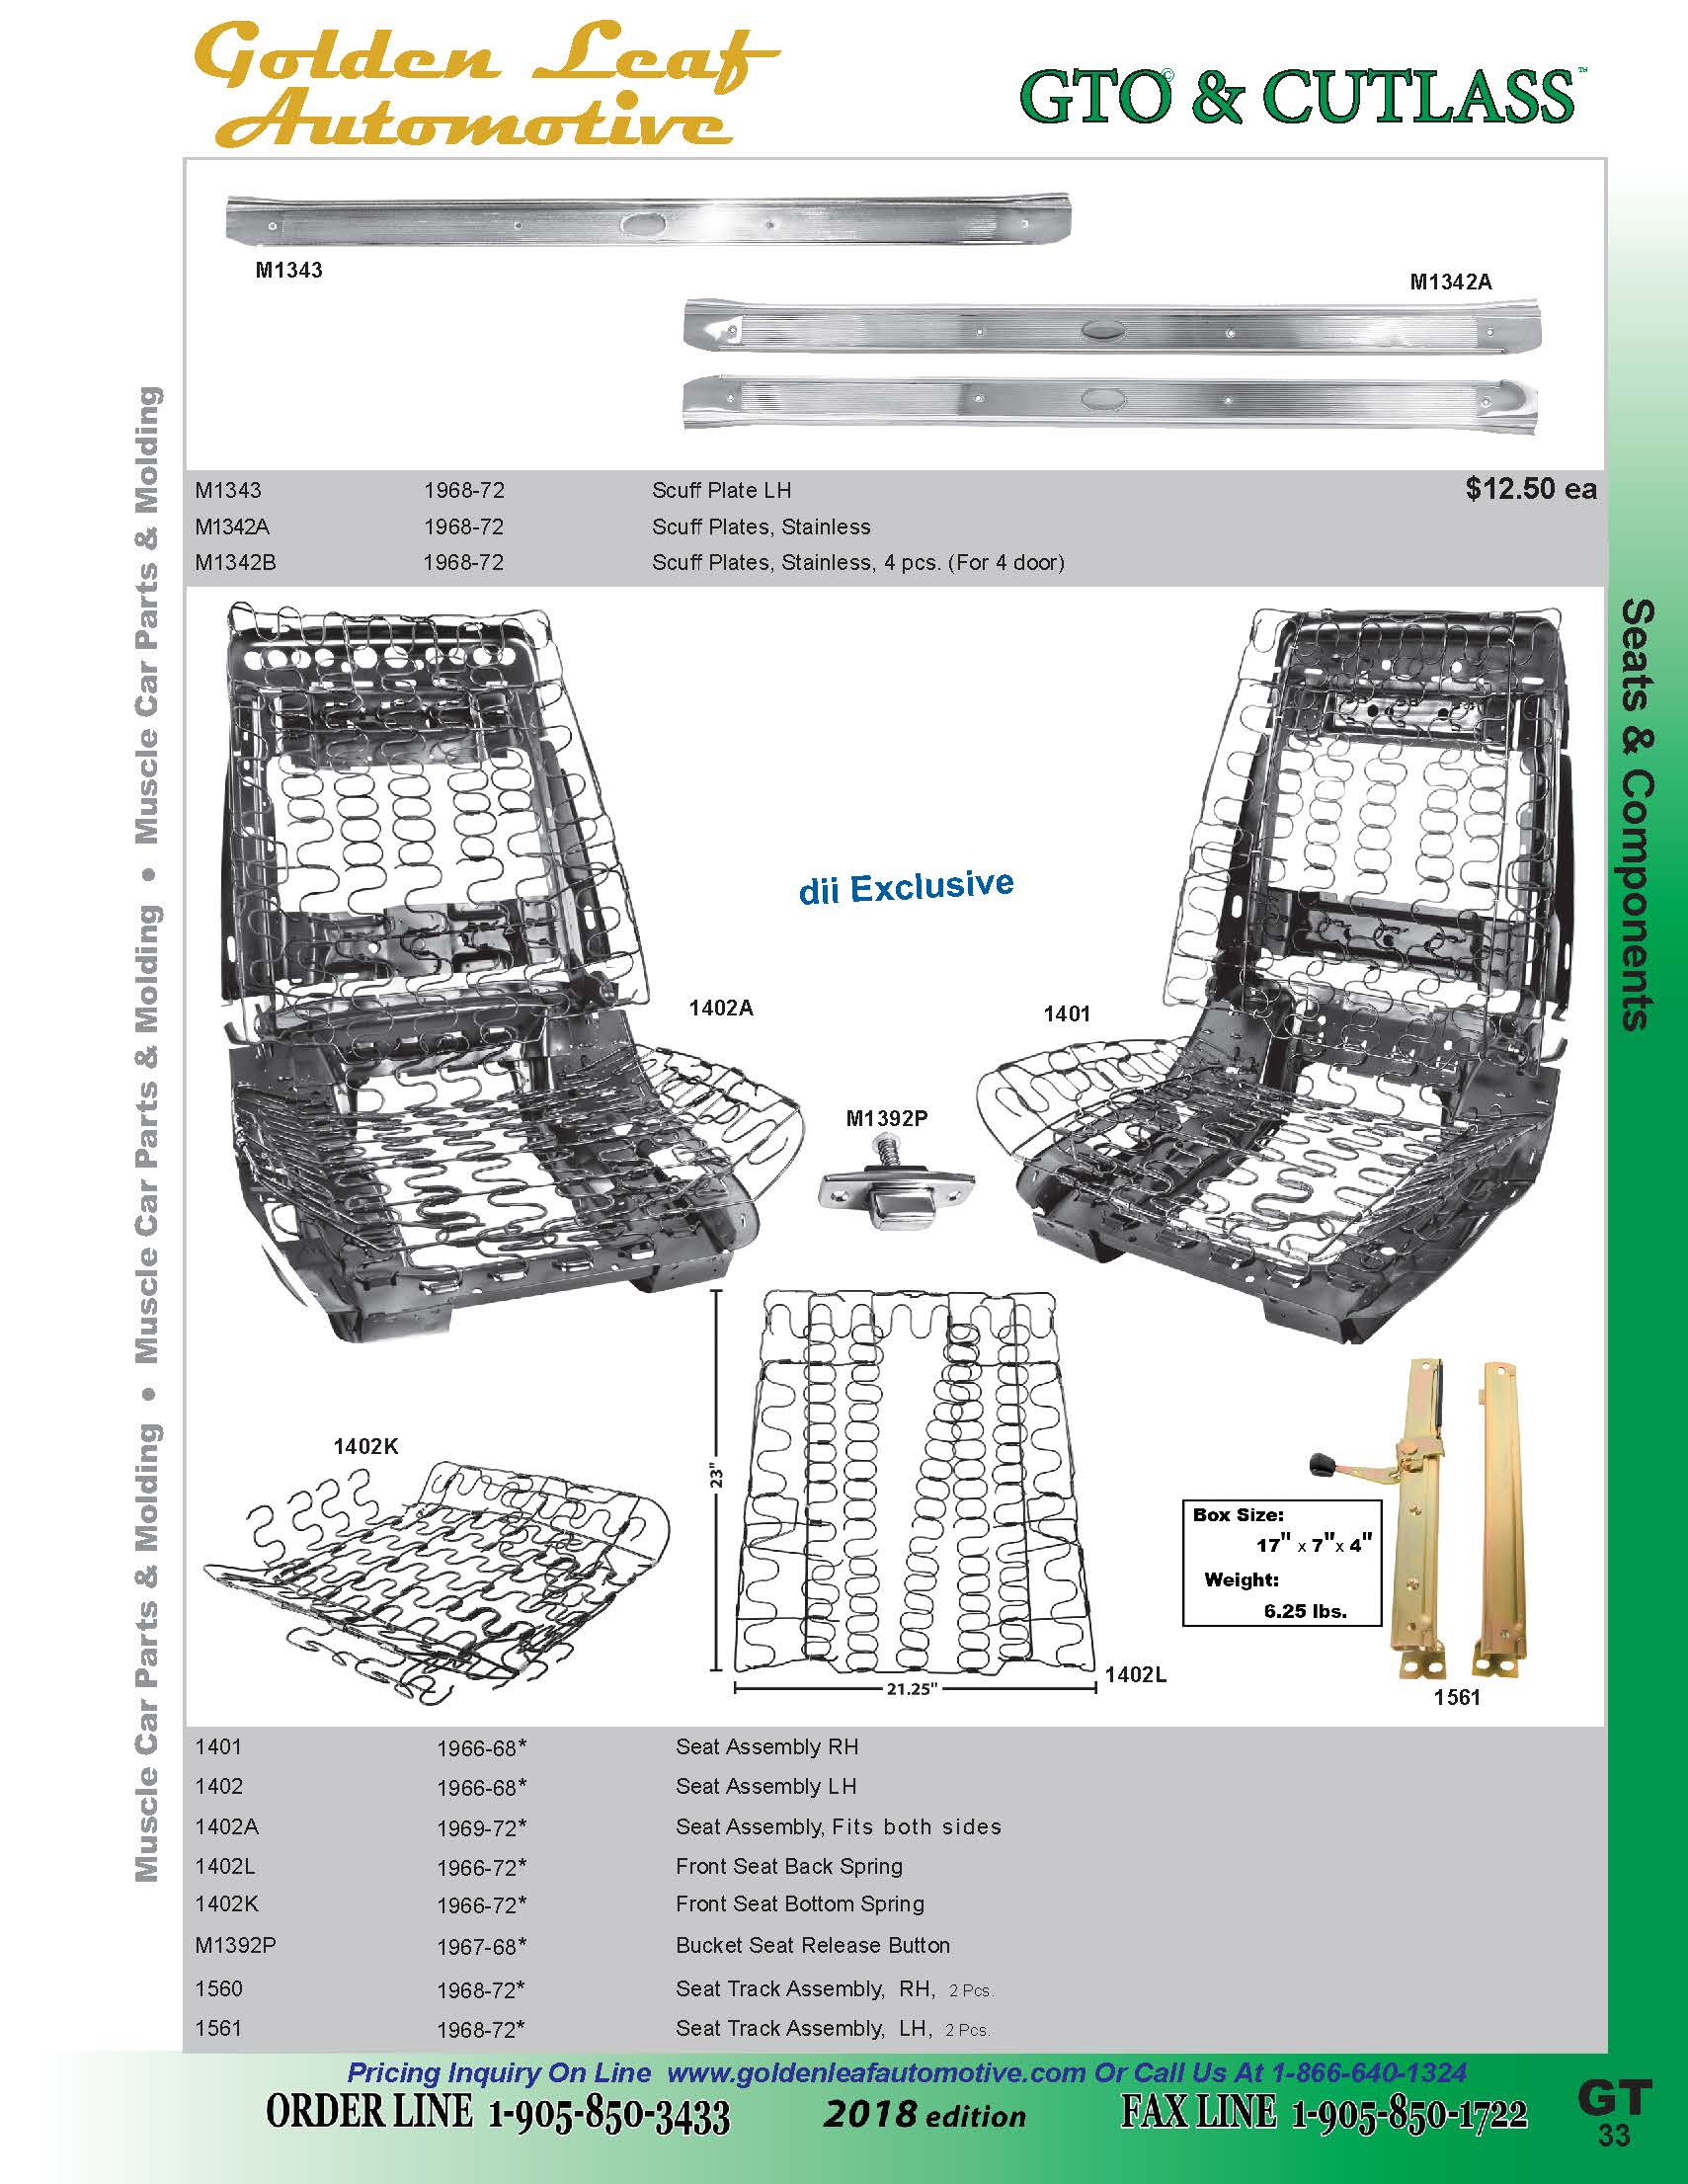 Golden Leaf
Automotive
GTO© & CUTLASS™
M1343
M1342A
M1343 1968-72 Scuff Plate LH $12.50 ea
M1342A 1968-72 Scuff Plates, Stainless
M1342B 1968-72 Scuff Plates, Stainless, 4 pcs. (For 4 door)
Muscle Car Parts & Molding • Muscle Car Parts & Molding • Muscle Car Parts & Molding
Seats & Components
dii Exclusive
1402A
1401
M1392P
1402K
23"
21.25"
1402L
Box Size:
17" x 7"x 4"
Weight:
6.25 lbs.
1561
1401 1966-68* Seat Assembly RH
1402 1966-68* Seat Assembly LH
1402A 1969-72* Seat Assembly, Fits both sides
1402L 1966-72* Front Seat Back Spring
1402K 1966-72* Front Seat Bottom Spring
M1392P 1967-68* Bucket Seat Release Button
1560 1968-72* Seat Track Assembly, RH, 2 Pcs.
1561 1968-72* Seat Track Assembly, LH, 2 Pcs.
Pricing Inquiry On Line www.goldenleafautomotive.com Or Call Us At 1-866-640-1324
ORDER LINE 1-905-850-3433 2018 edition FAX LINE 1-905-850-1722
GT
33